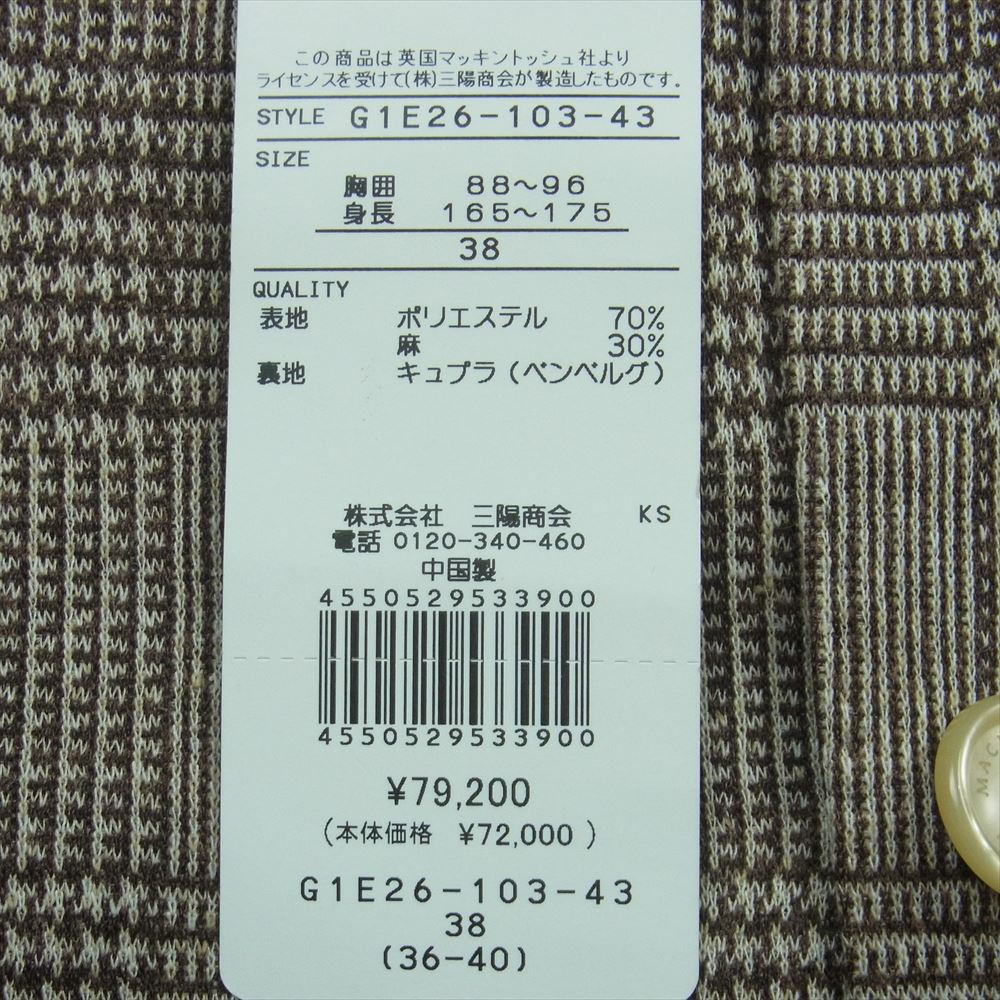 この商品は英国マッキントッシュ社より
ライセンスを受けて(株)三陽商会が製造したものです。
STYLE G1E26-103-43
SIZE
胸囲 88〜96
身長 165〜175
38
QUALITY
表地 ポリエステル 70%
麻 30%
裏地 キュプラ(ベンベルグ)
株式会社 三陽商会 KS
電話 0120-340-460
中国製
4550529533900
4550529533900
¥79,200
(本体価格 ¥72,000)
G1E26-103-43
38
(36-40)
MAC